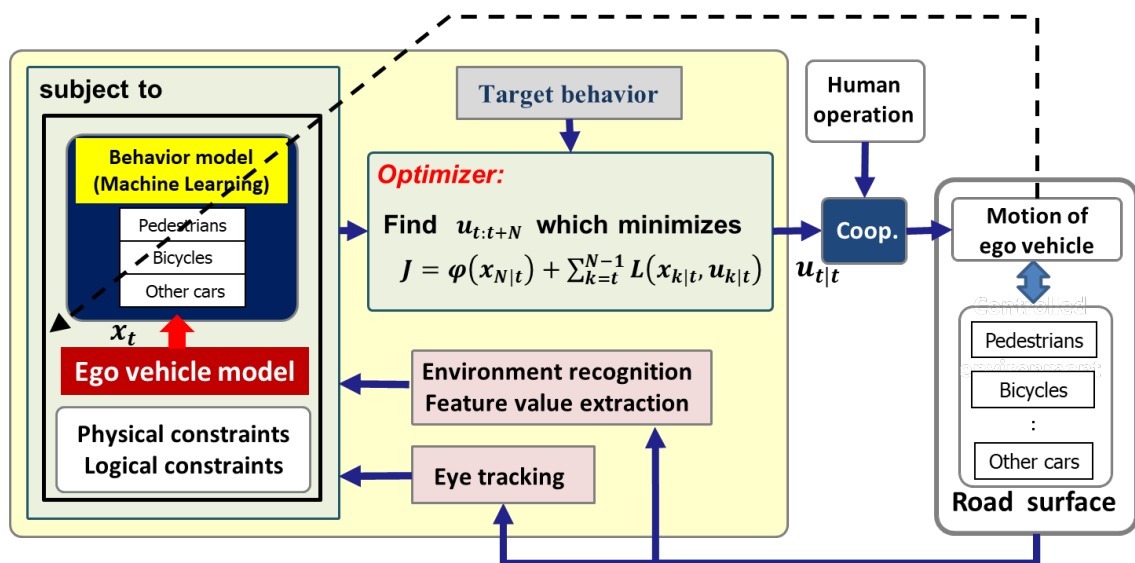 subject to
Behavior model
(Machine Learning)
Pedestrians
Bicycles
Other cars
x_t
Ego vehicle model
Physical constraints
Logical constraints
Target behavior
Optimizer:
Find u_{t:t+N} which minimizes
J = φ(x_{N|t}) + ∑_{k=t}^{N-1} L(x_{k|t}, u_{k|t})
Environment recognition
Feature value extraction
Eye tracking
Human
operation
Coop.
u_{t|t}
Motion of
ego vehicle
Controlled
Pedestrians
environment
Bicycles
:
Other cars
Road surface